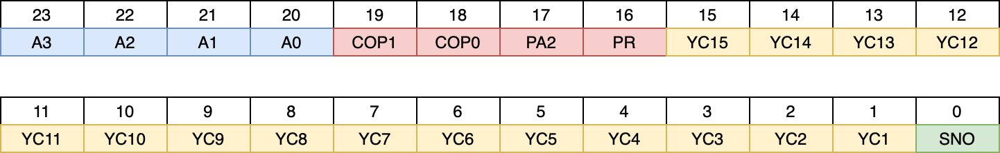 23 22 21 20 19 18 17 16 15 14 13 12
A3 A2 A1 A0 COP1 COP0 PA2 PR YC15 YC14 YC13 YC12
11 10 9 8 7 6 5 4 3 2 1 0
YC11 YC10 YC9 YC8 YC7 YC6 YC5 YC4 YC3 YC2 YC1 SNO